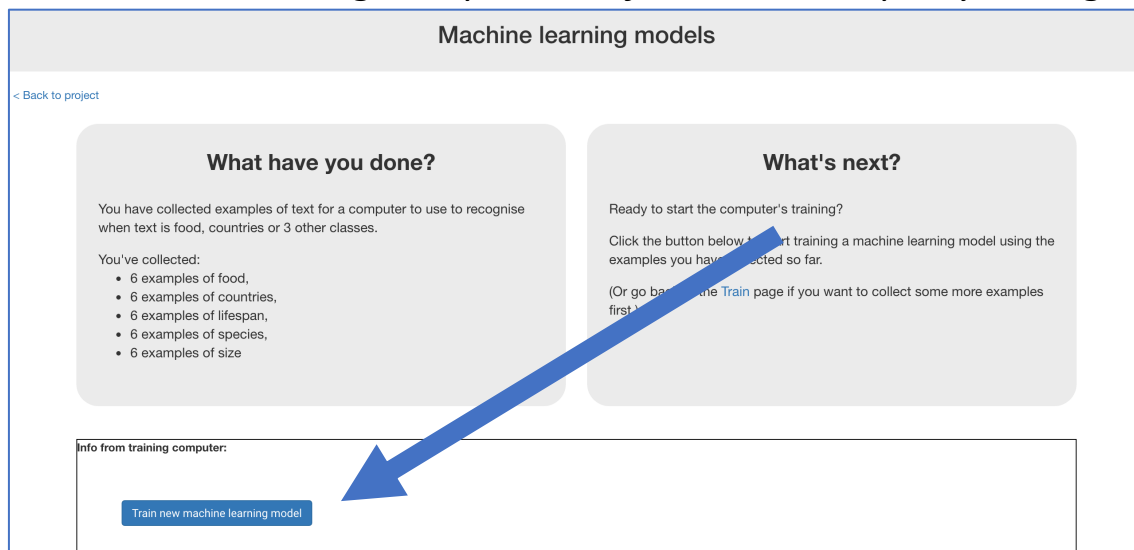 Machine learning models
< Back to project
What have you done?
You have collected examples of text for a computer to use to recognise
when text is food, countries or 3 other classes.
You've collected:
• 6 examples of food,
• 6 examples of countries,
• 6 examples of lifespan,
• 6 examples of species,
• 6 examples of size
What's next?
Ready to start the computer's training?
Click the button below rt training a machine learning model using the
examples you hav cted so far.
(Or go ba he Train page if you want to collect some more examples
first.
Info from training computer:
Train new machine learning model